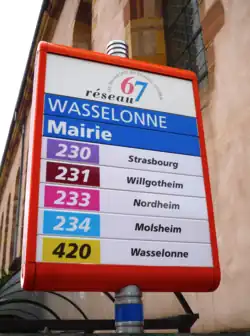 réseau 67
WASSELONNE
Mairie
230 Strasbourg
231 Willgotheim
233 Nordheim
234 Molsheim
420 Wasselonne